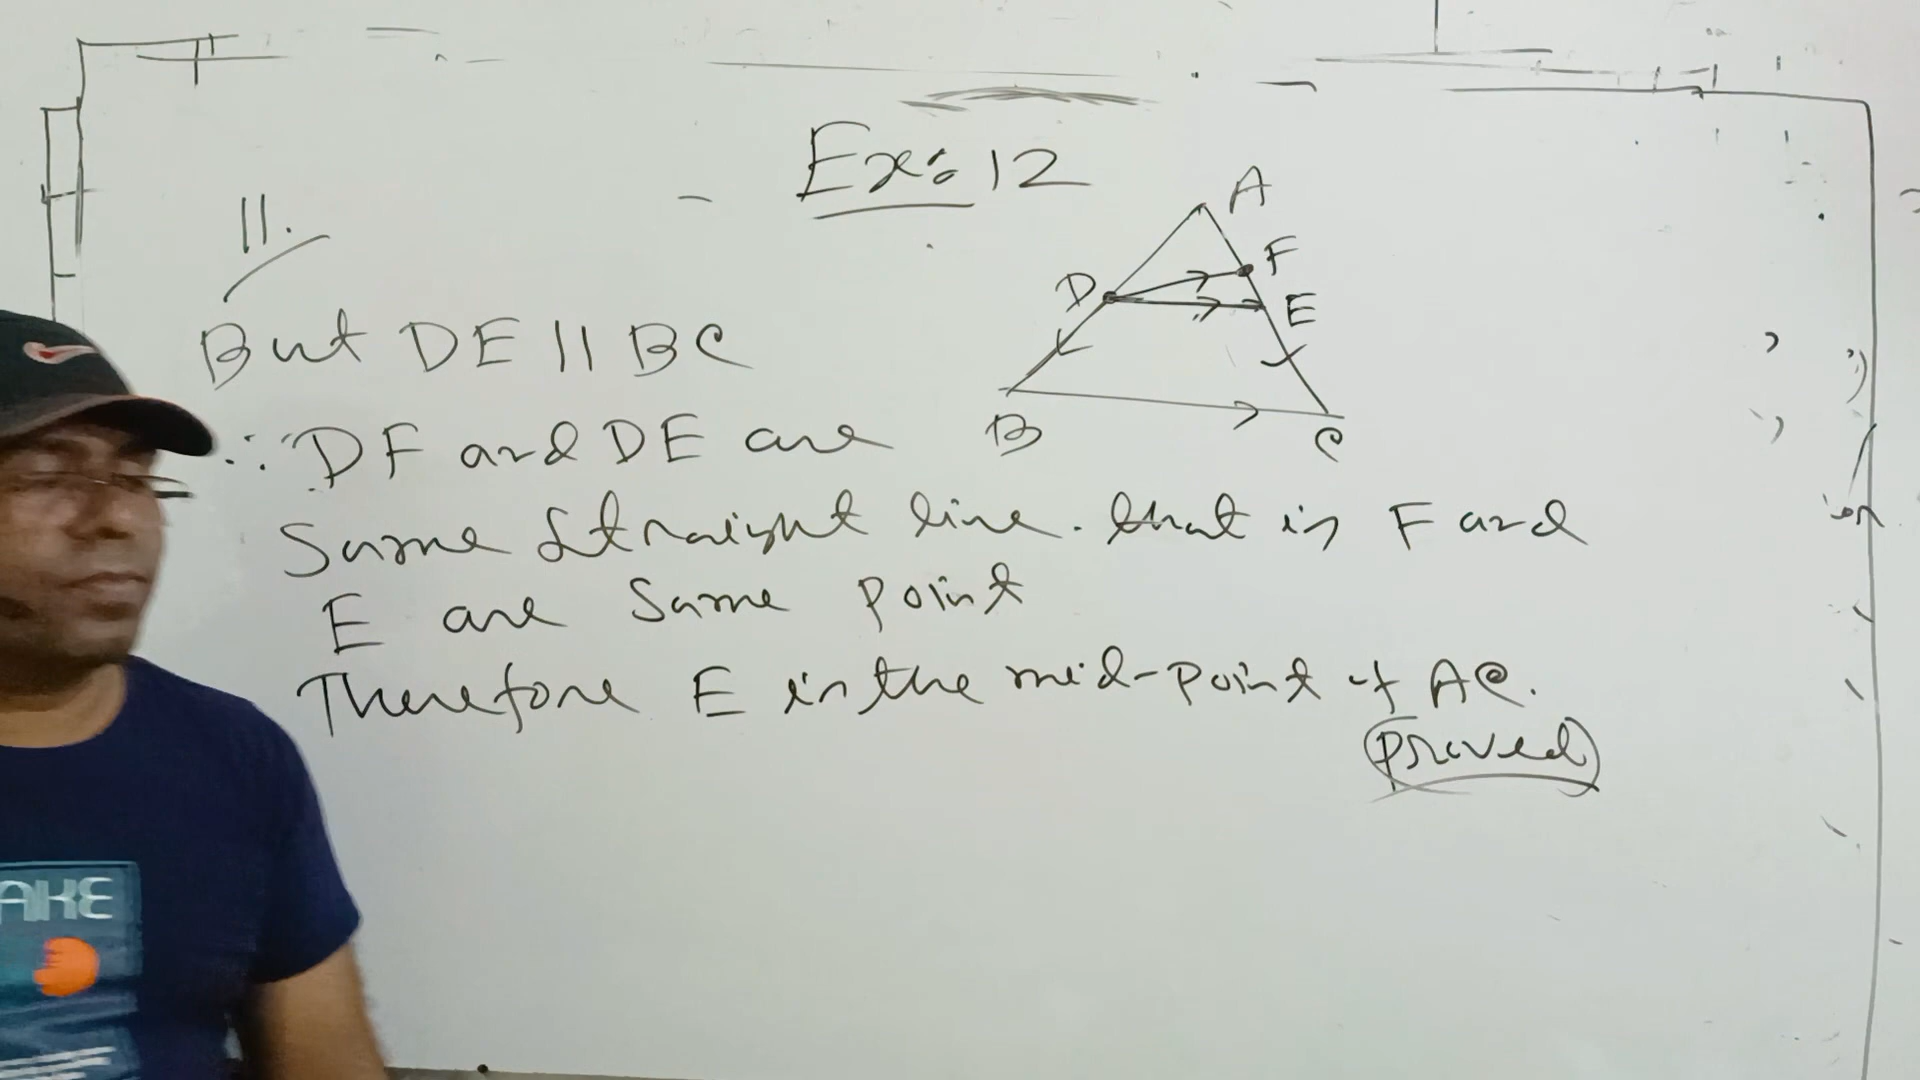 Ex: 12
11.
A
F
D
E
B
C
But DE || BC
∴ DF and DE are
Same straight line. that is F and
E are Same Point
Therefore E is the mid-point of AC.
Proved
AKE